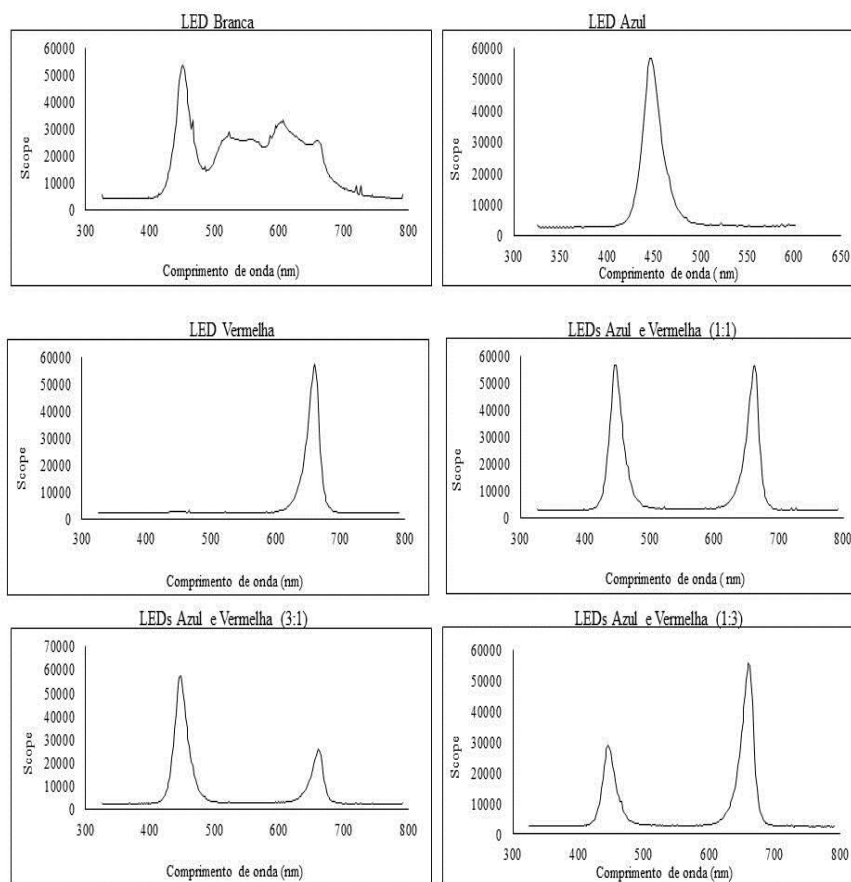 LED Branca
60000
50000
40000
30000
20000
10000
0
Scope
300 400 500 600 700 800
Comprimento de onda (nm)
LED Azul
60000
50000
40000
30000
20000
10000
0
Scope
300 350 400 450 500 550 600 650
Comprimento de onda ( nm)
LED Vermelha
60000
50000
40000
30000
20000
10000
0
Scope
300 400 500 600 700 800
Comprimento de onda (nm)
LEDs Azul e Vermelha (1:1)
60000
50000
40000
30000
20000
10000
0
Scope
300 400 500 600 700 800
Comprimento de onda ( nm)
LEDs Azul e Vermelha (3:1)
70000
60000
50000
40000
30000
20000
10000
0
Scope
300 400 500 600 700 800
Comprimento de onda (nm)
LEDs Azul e Vermelha (1:3)
60000
50000
40000
30000
20000
10000
0
Scope
300 400 500 600 700 800
Comprimento de onda (nm)